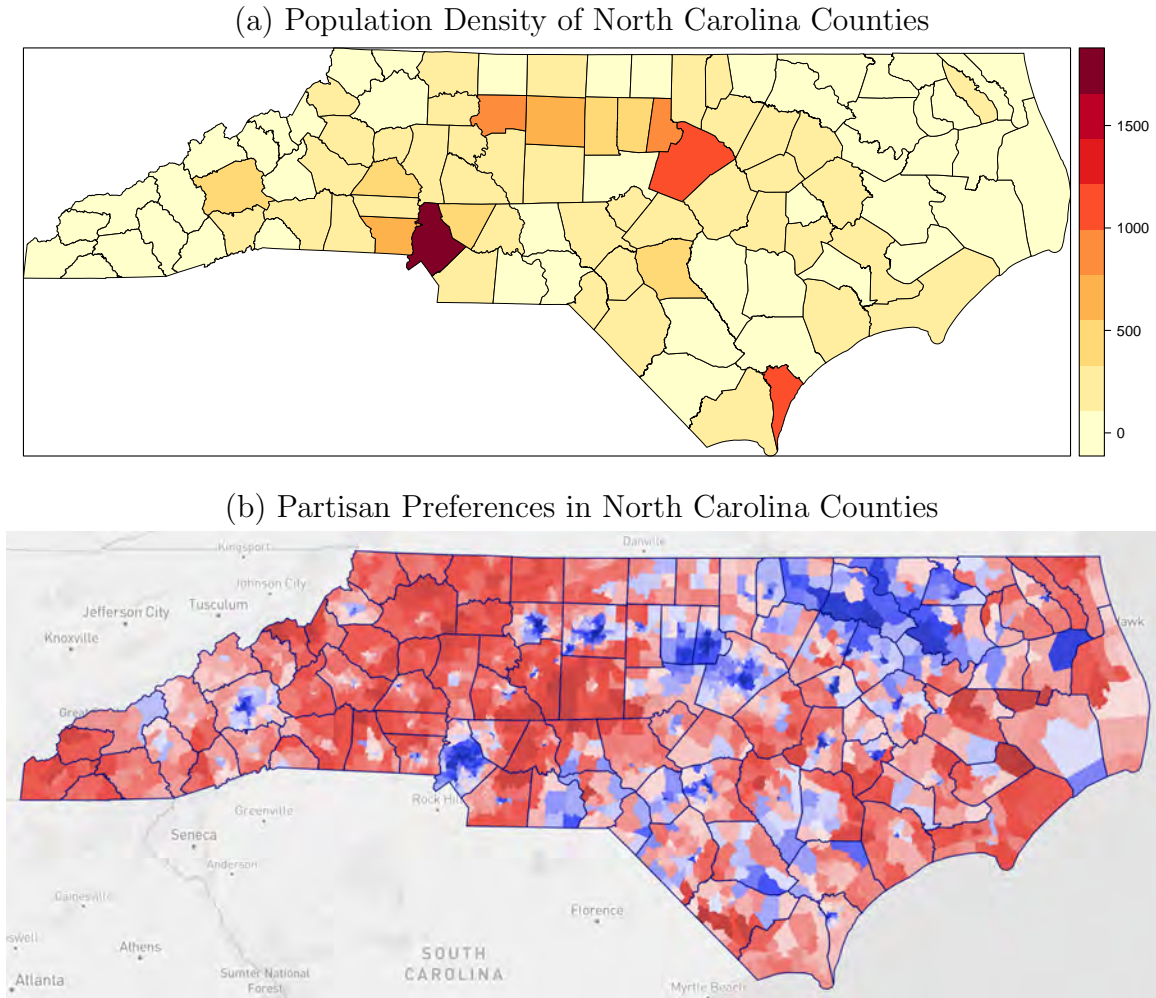 (a) Population Density of North Carolina Counties
1500
1000
500
0
(b) Partisan Preferences in North Carolina Counties
Kingsport
Danville
Johnson City
Jefferson City
Tusculum
Knoxville
Rock
Greenville
Seneca
Anderson
Gainesville
Florence
Athens
SOUTH
CAROLINA
Sumter National
Forest
Atlanta
Myrtle Beach